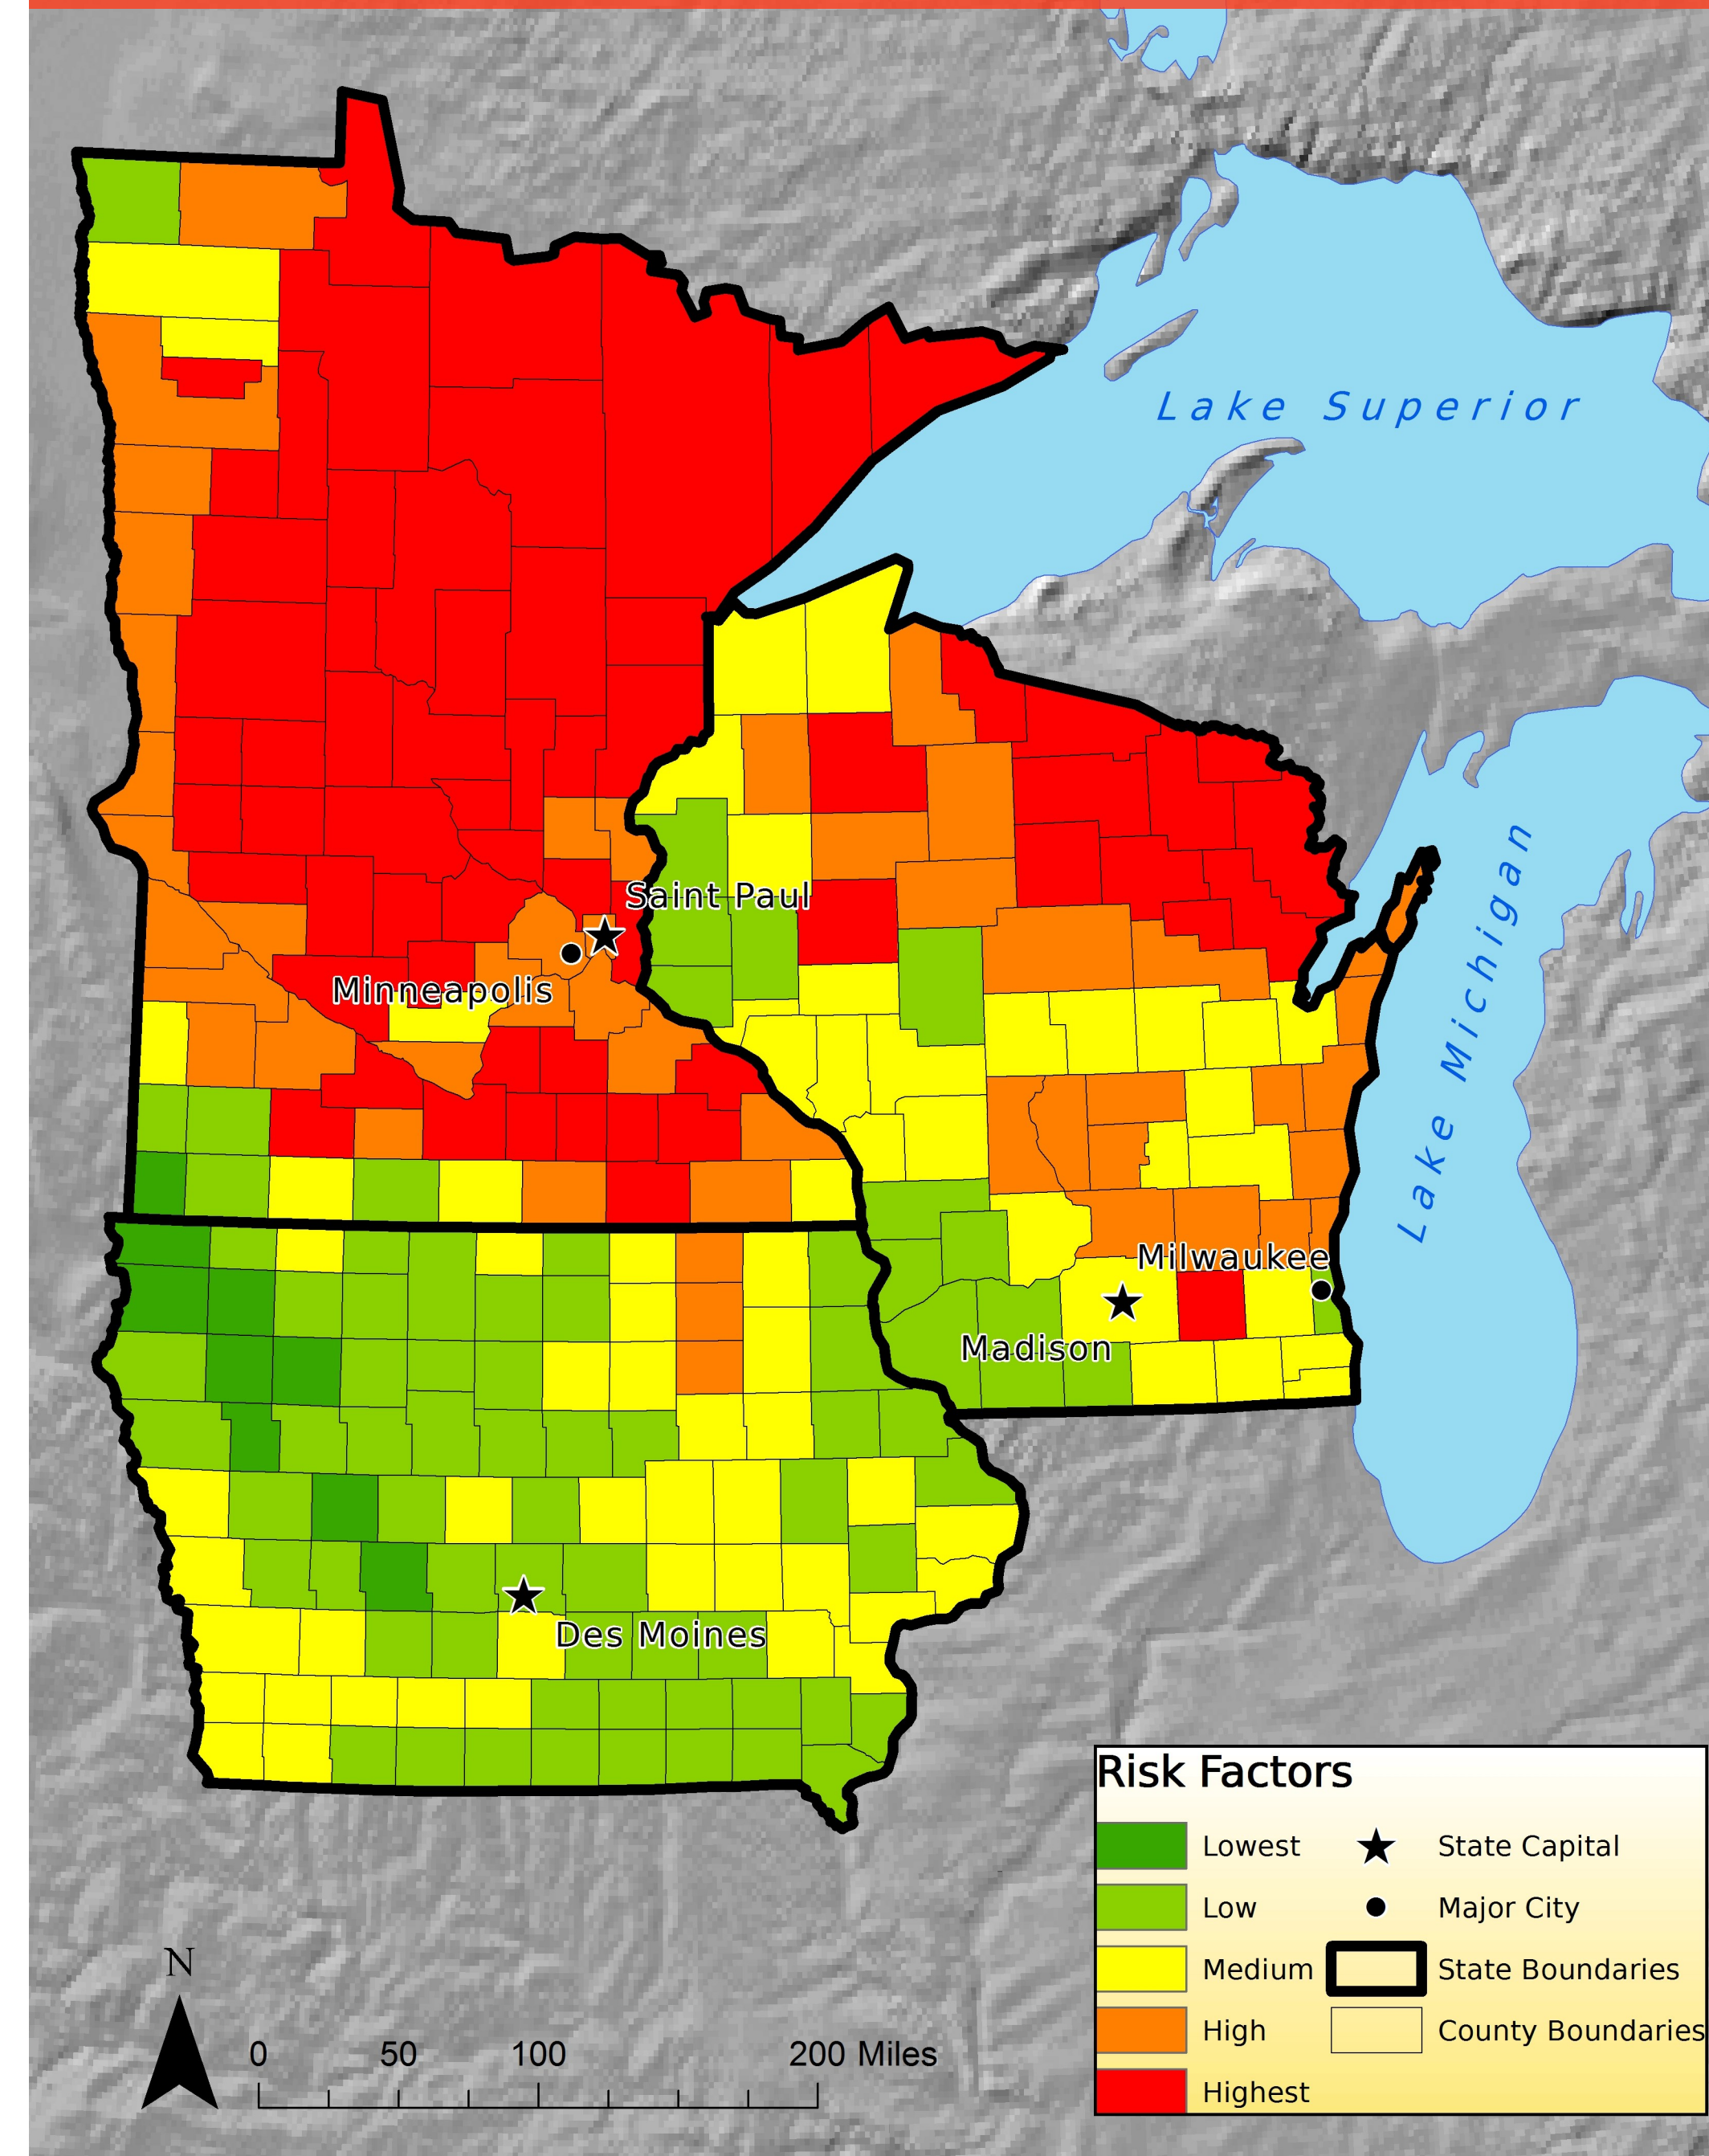 Lake Superior
Saint Paul
Minneapolis
Lake Michigan
Milwaukee
Madison
Des Moines
Risk Factors
Lowest
State Capital
Low
Major City
Medium
State Boundaries
High
County Boundaries
Highest
N
0 50 100 200 Miles